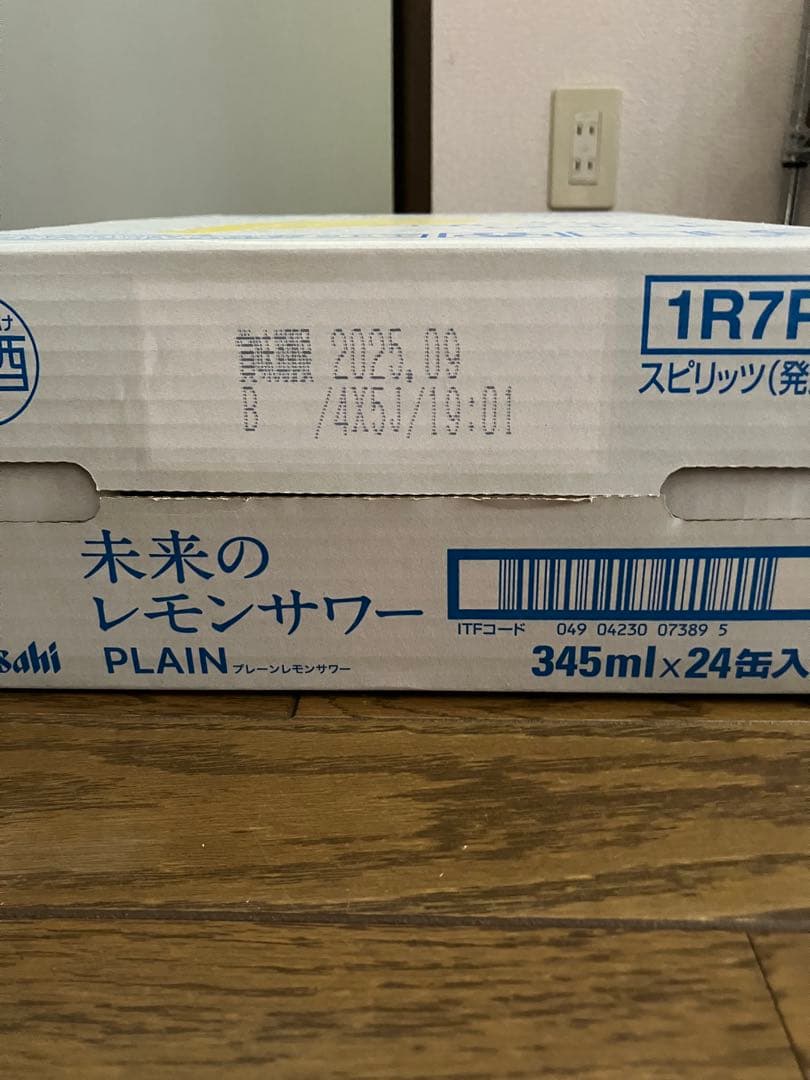 賞味期限 2025.09
B /4X5J/19:01
け
酒
1R7P
スピリッツ(発
未来の
レモンサワー
PLAIN プレーンレモンサワー
ITFコード 049 04230 07389 5
345ml×24缶入